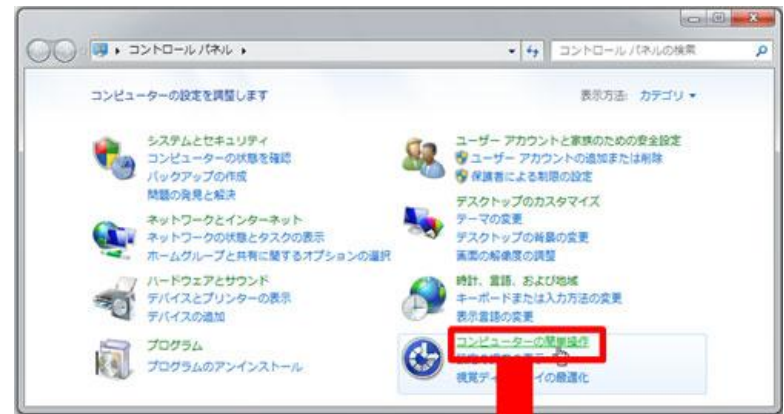 コントロール パネル
コントロール パネルの検索
コンピューターの設定を調整します
表示方法: カテゴリ
システムとセキュリティ
コンピューターの状態を確認
バックアップの作成
問題の発見と解決
ネットワークとインターネット
ネットワークの状態とタスクの表示
ホームグループと共有に関するオプションの選択
ハードウェアとサウンド
デバイスとプリンターの表示
デバイスの追加
プログラム
プログラムのアンインストール
ユーザー アカウントと家族のための安全設定
ユーザー アカウントの追加または削除
保護者による制限の設定
デスクトップのカスタマイズ
テーマの変更
デスクトップの背景の変更
画面の解像度の調整
時計、言語、および地域
キーボードまたは入力方法の変更
表示言語の変更
コンピューターの簡単操作
視覚ディ イの最適化